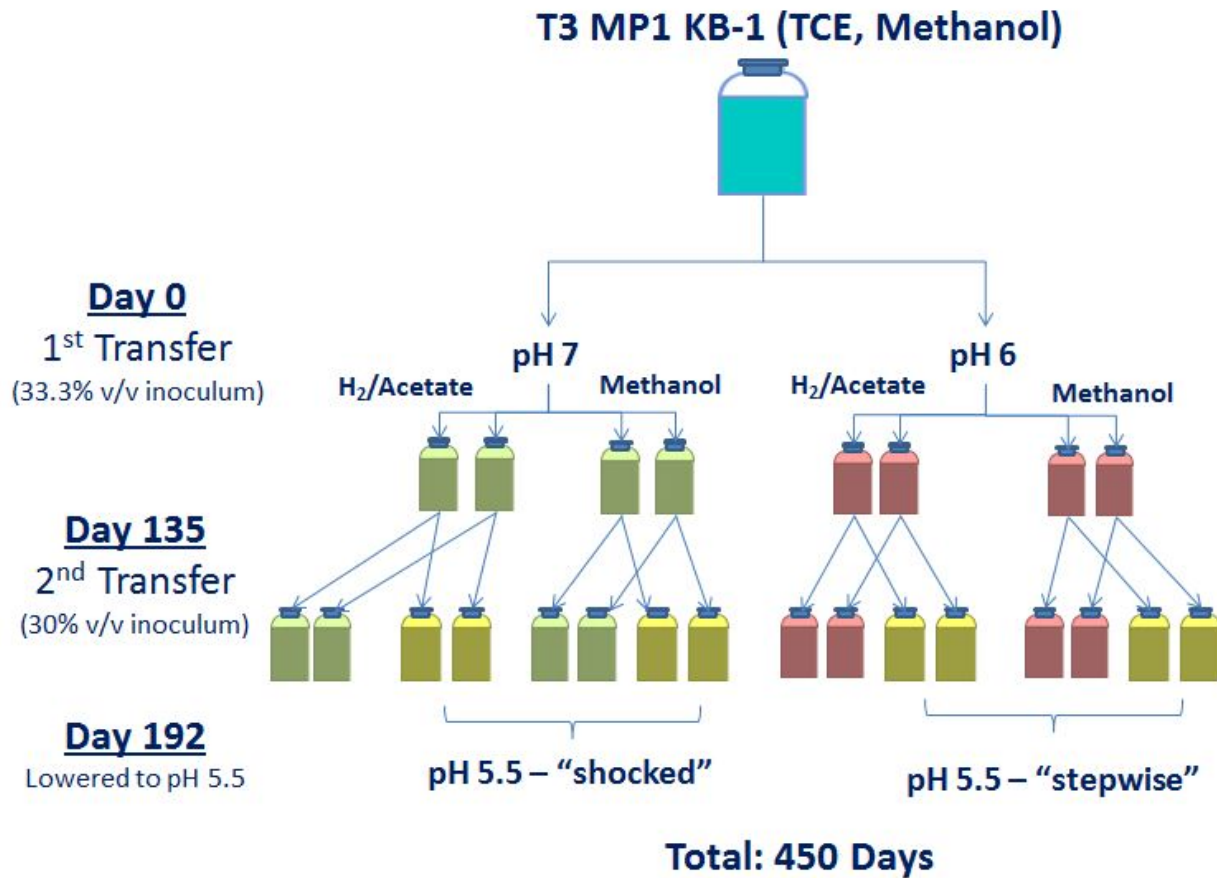 T3 MP1 KB-1 (TCE, Methanol)
Day 0
1st Transfer
(33.3% v/v inoculum)
pH 7
pH 6
H₂/Acetate
Methanol
H₂/Acetate
Methanol
Day 135
2nd Transfer
(30% v/v inoculum)
Day 192
Lowered to pH 5.5
pH 5.5 – “shocked”
pH 5.5 – “stepwise”
Total: 450 Days